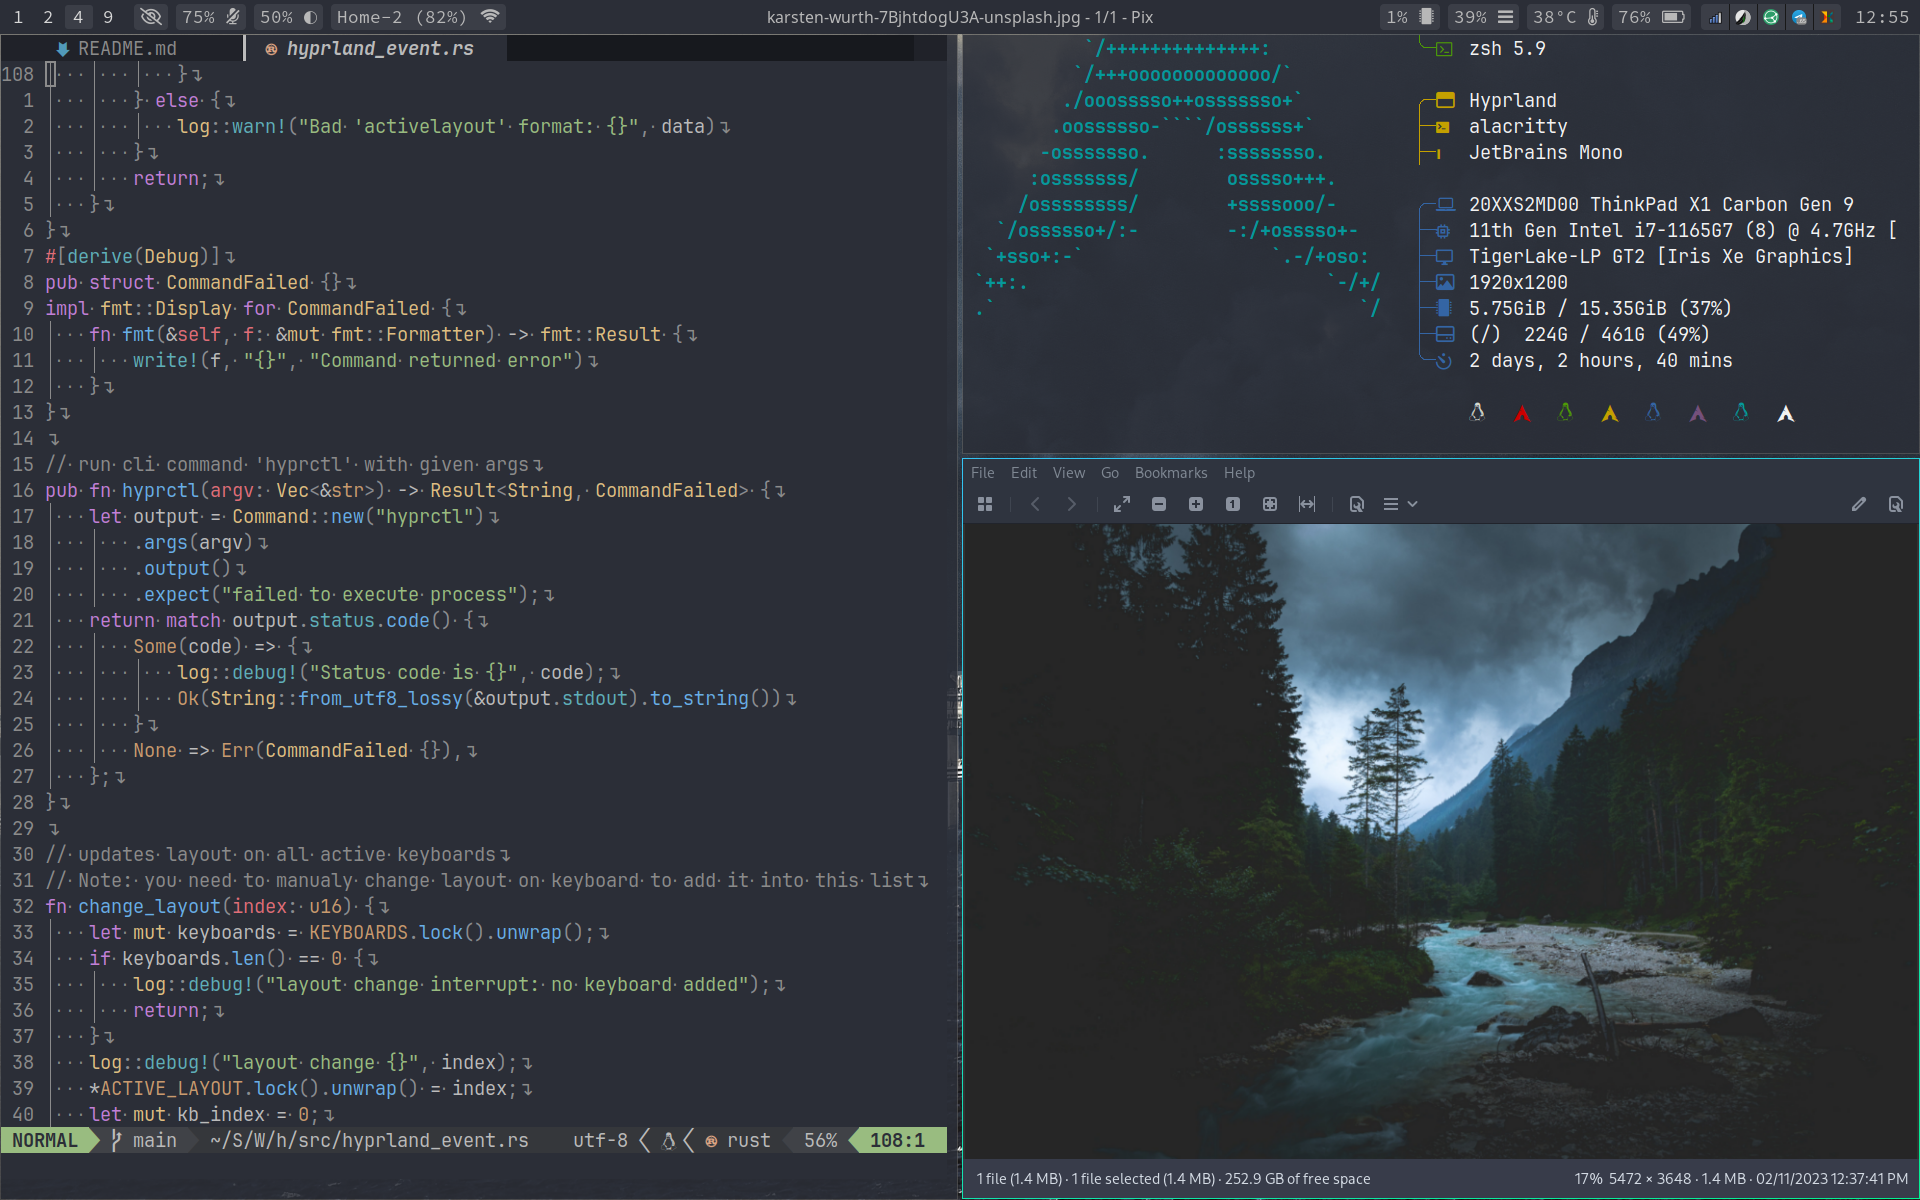 1 2 4 9 75% 50% Home-2 (82%) karsten-wurth-7BjhtdogU3A-unsplash.jpg - 1/1 - Pix 1% 39% 38°C 76% 12:55
README.md hyprland_event.rs
108 }
1 } else {
2 log::warn!("Bad 'activelayout' format: {}", data)
3 }
4 return;
5 }
6 }
7 #[derive(Debug)]
8 pub struct CommandFailed {}
9 impl fmt::Display for CommandFailed {
10 fn fmt(&self, f: &mut fmt::Formatter) -> fmt::Result {
11 write!(f, "{}", "Command returned error")
12 }
13 }
14
15 // run cli command 'hyprctl' with given args
16 pub fn hyprctl(argv: Vec<&str>) -> Result<String, CommandFailed> {
17 let output = Command::new("hyprctl")
18 .args(argv)
19 .output()
20 .expect("failed to execute process");
21 return match output.status.code() {
22 Some(code) => {
23 log::debug!("Status code is {}", code);
24 Ok(String::from_utf8_lossy(&output.stdout).to_string())
25 }
26 None => Err(CommandFailed {}),
27 };
28 }
29
30 // updates layout on all active keyboards
31 // Note: you need to manualy change layout on keyboard to add it into this list
32 fn change_layout(index: u16) {
33 let mut keyboards = KEYBOARDS.lock().unwrap();
34 if keyboards.len() == 0 {
35 log::debug!("layout change interrupt: no keyboard added");
36 return;
37 }
38 log::debug!("layout change {}", index);
39 *ACTIVE_LAYOUT.lock().unwrap() = index;
40 let mut kb_index = 0;
NORMAL main ~/S/W/h/src/hyprland_event.rs utf-8 rust 56% 108:1
`/++++++++++++++:
`/+++ooooooooooooo/`
./ooosssso++osssssso+`
.oossssso-````/ossssss+`
-osssssso. :ssssssso.
:osssssss/ osssso+++.
/ossssssss/ +ssssooo/-
`/ossssso+/:- -:/+osssso+-
`+sso+:-` `.-/+oso:
`++:. `-/+/
.` `/
zsh 5.9
Hyprland
alacritty
JetBrains Mono
20XXS2MD00 ThinkPad X1 Carbon Gen 9
11th Gen Intel i7-1165G7 (8) @ 4.7GHz [
TigerLake-LP GT2 [Iris Xe Graphics]
1920x1200
5.75GiB / 15.35GiB (37%)
(/) 224G / 461G (49%)
2 days, 2 hours, 40 mins
File Edit View Go Bookmarks Help
1 file (1.4 MB) · 1 file selected (1.4 MB) · 252.9 GB of free space 17% 5472 × 3648 · 1.4 MB · 02/11/2023 12:37:41 PM